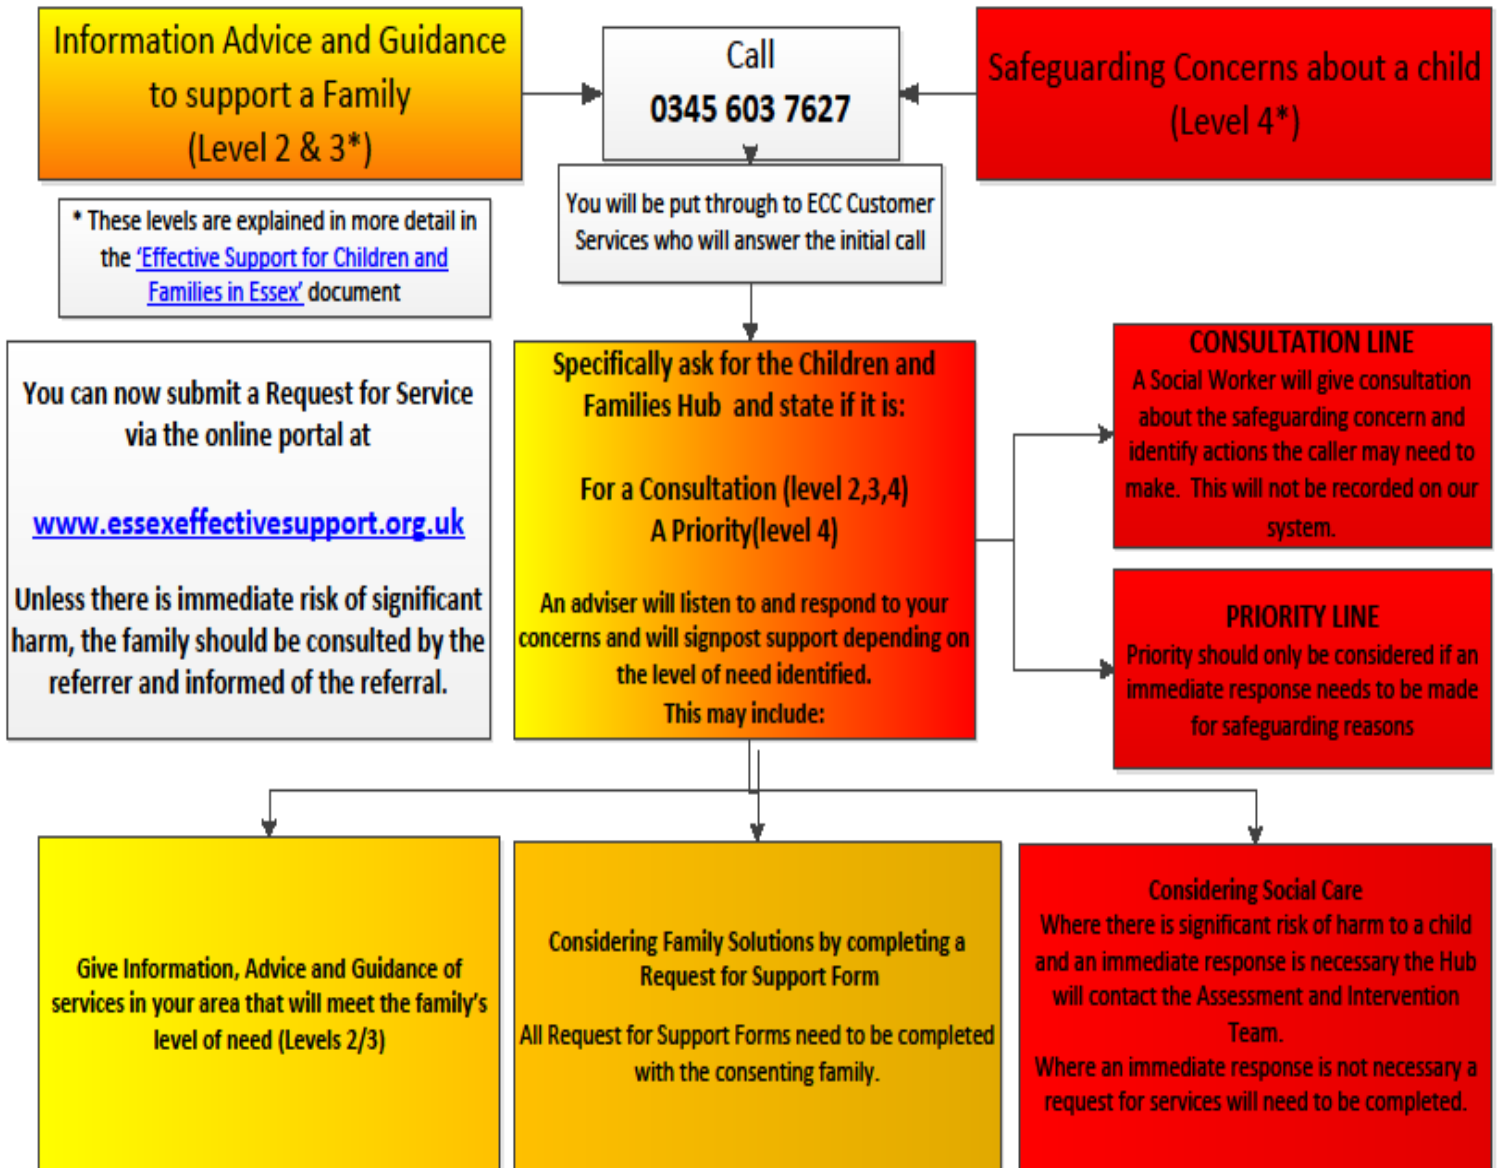 Information Advice and Guidance
to support a Family
(Level 2 & 3*)
Call
0345 603 7627
Safeguarding Concerns about a child
(Level 4*)
* These levels are explained in more detail in
the 'Effective Support for Children and
Families in Essex' document
You will be put through to ECC Customer
Services who will answer the initial call
You can now submit a Request for Service
via the online portal at
www.essexeffectivesupport.org.uk
Unless there is immediate risk of significant
harm, the family should be consulted by the
referrer and informed of the referral.
Specifically ask for the Children and
Families Hub and state if it is:
For a Consultation (level 2,3,4)
A Priority(level 4)
An adviser will listen to and respond to your
concerns and will signpost support depending on
the level of need identified.
This may include:
CONSULTATION LINE
A Social Worker will give consultation
about the safeguarding concern and
identify actions the caller may need to
make. This will not be recorded on our
system.
PRIORITY LINE
Priority should only be considered if an
immediate response needs to be made
for safeguarding reasons
Give Information, Advice and Guidance of
services in your area that will meet the family's
level of need (Levels 2/3)
Considering Family Solutions by completing a
Request for Support Form
All Request for Support Forms need to be completed
with the consenting family.
Considering Social Care
Where there is significant risk of harm to a child
and an immediate response is necessary the Hub
will contact the Assessment and Intervention
Team.
Where an immediate response is not necessary a
request for services will need to be completed.